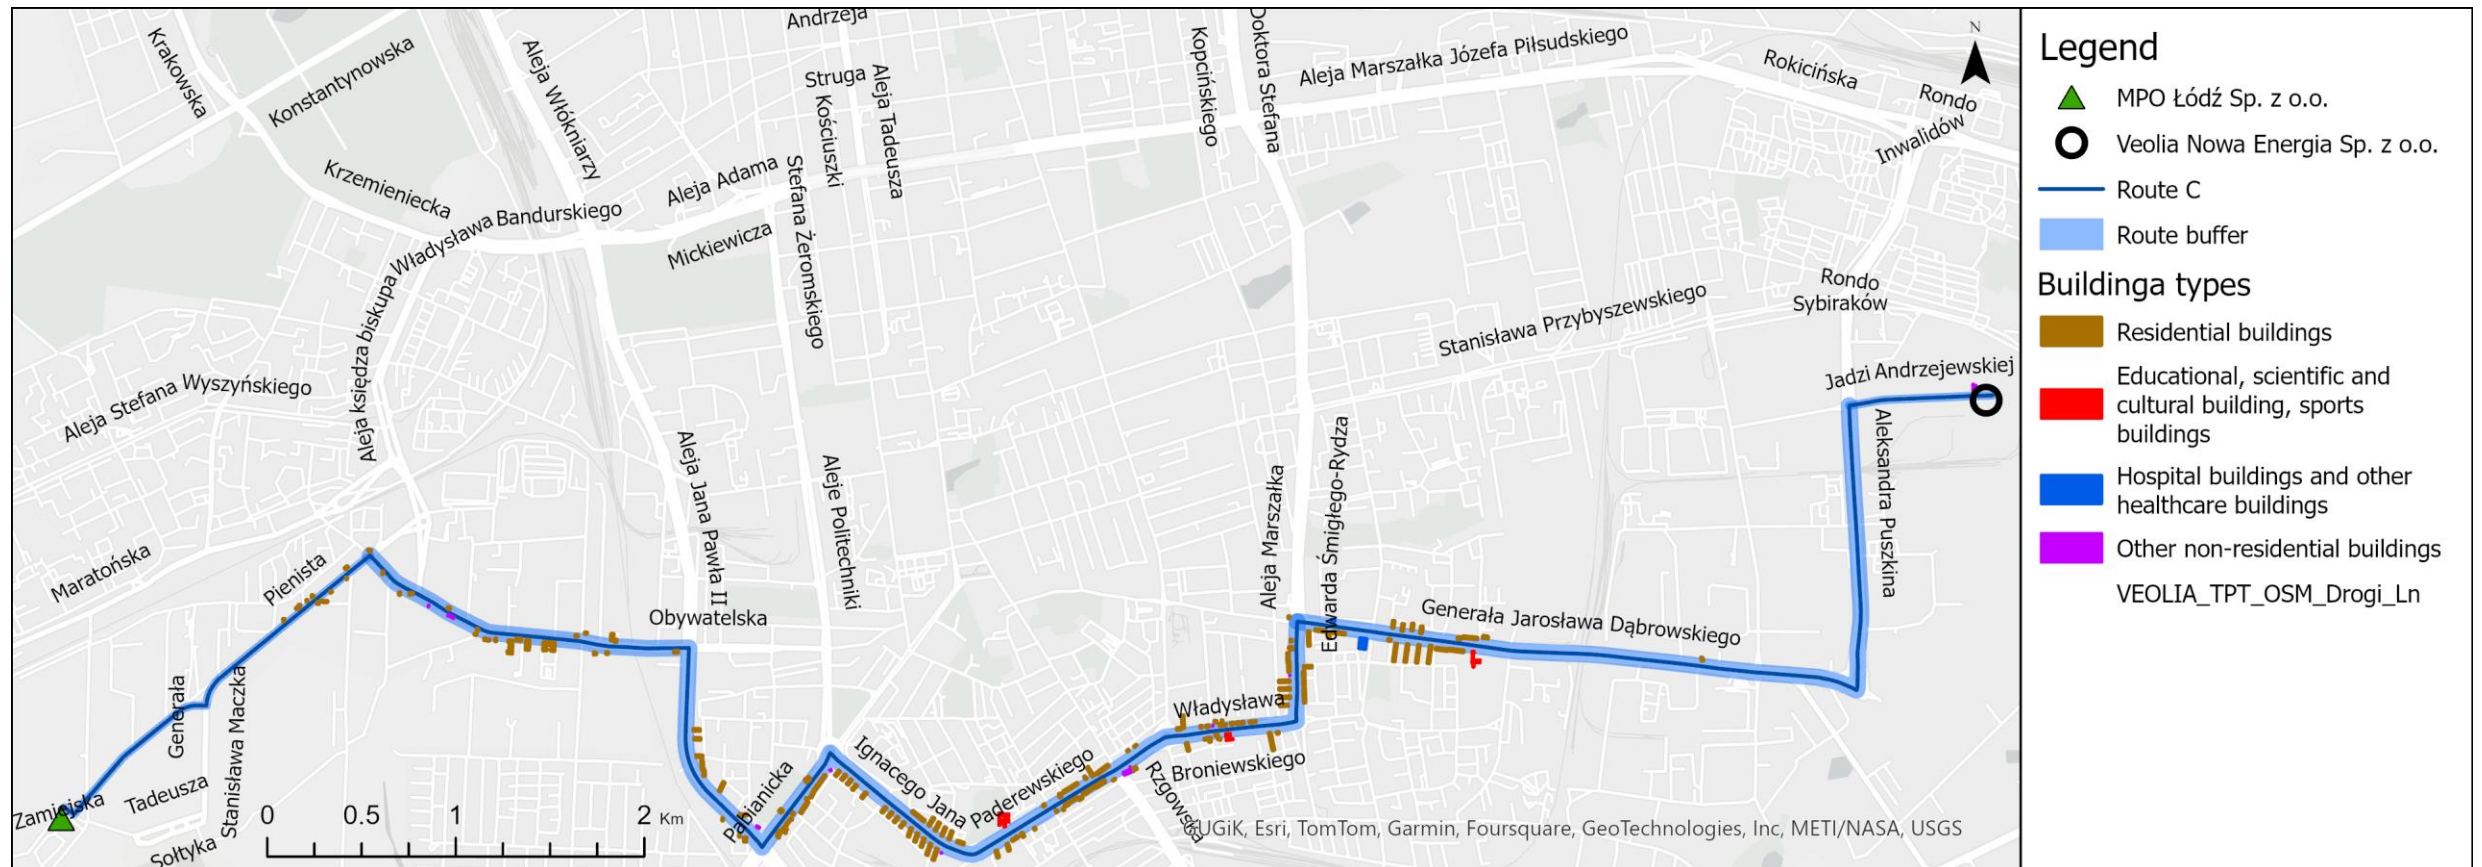 Andrzeja
Struga
Krakowska
Konstantynowska
Aleja Włókniarzy
Kościuszki
Aleja Tadeusza
Kopcińskiego
Doktora Stefana
Aleja Marszałka Józefa Piłsudskiego
Rokicińska
Rondo
Inwalidów
N
Krzemieniecka
Władysława
Bandurskiego
Aleja Adama
Mickiewicza
Stefana Żeromskiego
Aleja księdza biskupa
Aleja Stefana Wyszyńskiego
Stanisława Przybyszewskiego
Rondo
Sybiraków
Jadzi Andrzejewskiej
Aleksandra Puszkina
Aleja Jana Pawła II
Aleje Politechniki
Aleja Marszałka
Edwarda Śmigłego-Rydza
Maratońska
Pienista
Obywatelska
Generała Jarosława Dąbrowskiego
Generała
Stanisława Maczka
Władysława
Broniewskiego
Ignacego Jana
Paderewskiego
Pabianicka
Rzgowska
Zamiejska
Tadeusza
Sołtyka
0 0.5 1 2 Km
GUGiK, Esri, TomTom, Garmin, Foursquare, GeoTechnologies, Inc, METI/NASA, USGS
Legend
MPO Łódź Sp. z o.o.
Veolia Nowa Energia Sp. z o.o.
Route C
Route buffer
Buildinga types
Residential buildings
Educational, scientific and
cultural building, sports
buildings
Hospital buildings and other
healthcare buildings
Other non-residential buildings
VEOLIA_TPT_OSM_Drogi_Ln